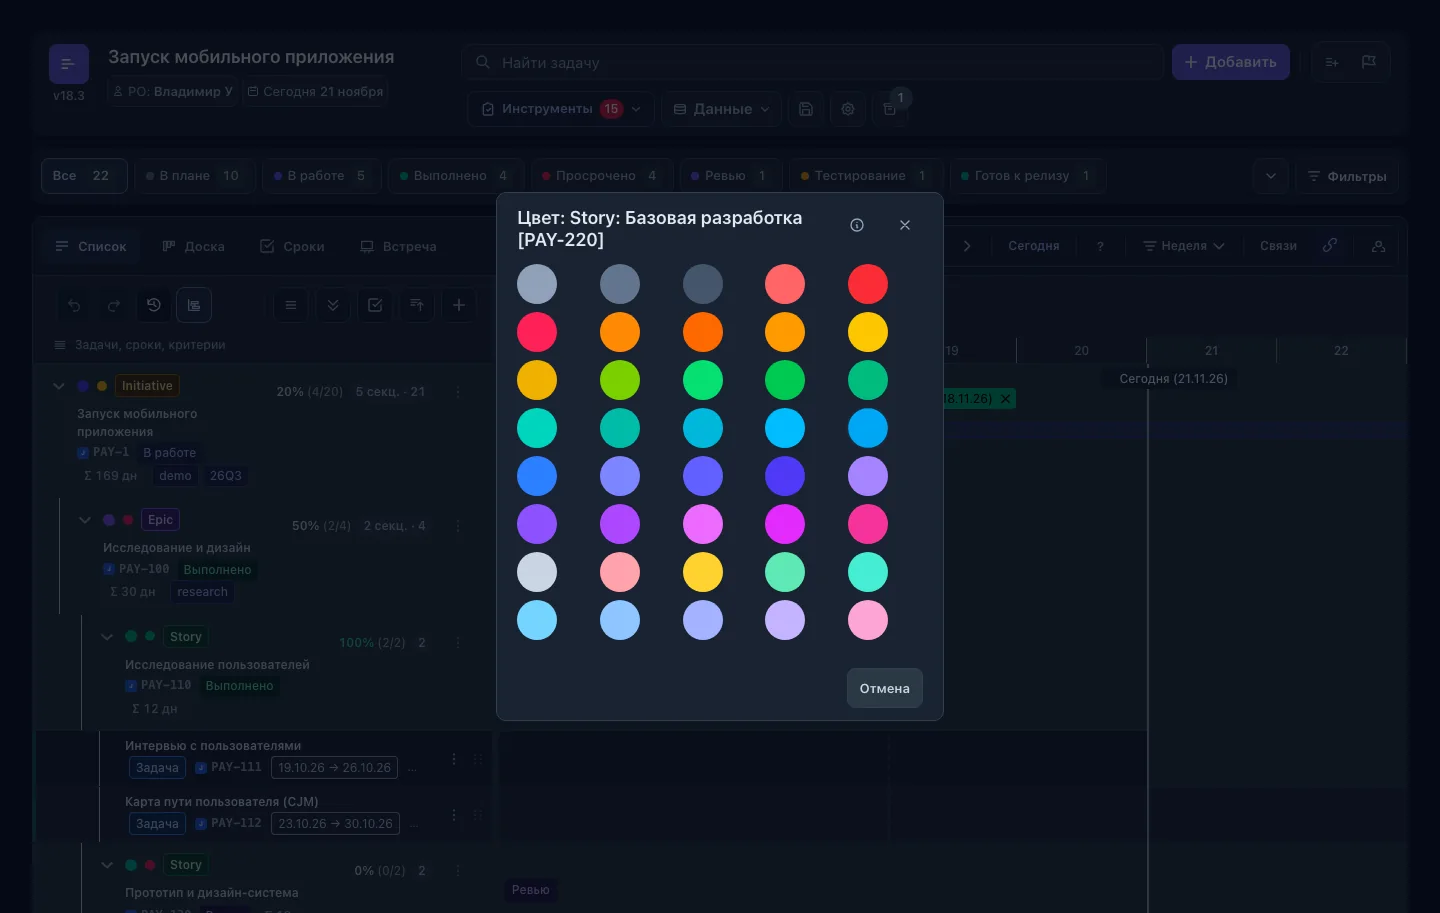 Запуск мобильного приложения
Найти задачу
Добавить
v18.3
PO: Владимир У
Сегодня 21 ноября
Инструменты 15
Данные
1
Все 22
В плане 10
В работе 5
Выполнено 4
Просрочено 4
Ревью 1
Тестирование 1
Готов к релизу 1
Фильтры
Цвет: Story: Базовая разработка
[PAY-220]
Список
Доска
Сроки
Встреча
Сегодня
?
Неделя
Связи
Задачи, сроки, критерии
19
20
21
22
Сегодня (21.11.26)
Initiative
20% (4/20)
5 секц. · 21
18.11.26)
Запуск мобильного
приложения
PAY-1
В работе
Σ 169 дн
demo
26Q3
Epic
50% (2/4)
2 секц. · 4
Исследование и дизайн
PAY-100
Выполнено
Σ 30 дн
research
Story
100% (2/2)
2
Исследование пользователей
PAY-110
Выполнено
Σ 12 дн
Отмена
Интервью с пользователями
Задача
PAY-111
19.10.26 → 26.10.26
...
Карта пути пользователя (CJM)
Задача
PAY-112
23.10.26 → 30.10.26
...
Story
0% (0/2)
2
Прототип и дизайн-система
Ревью